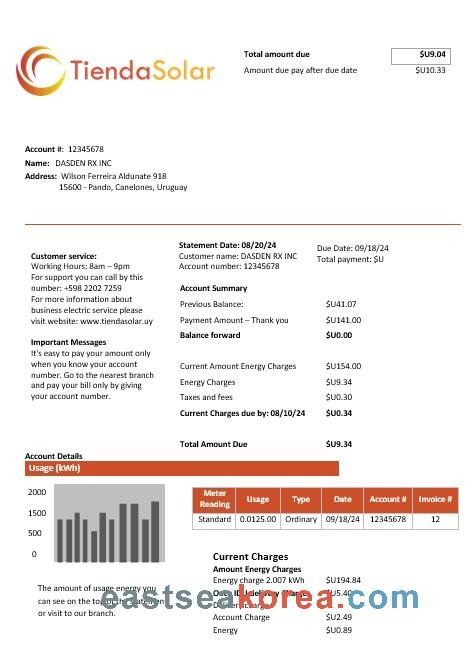 TiendaSolar
Total amount due $U9.04
Amount due pay after due date $U10.33
Account #: 12345678
Name: DASDEN RX INC
Address: Wilson Ferreira Aldunate 918
15600 - Pando, Canelones, Uruguay
Statement Date: 08/20/24
Customer name: DASDEN RX INC
Account number: 12345678
Due Date: 09/18/24
Total payment: $U
Customer service:
Working Hours: 8am – 9pm
For support you can call by this
number: +598 2202 7259
For more information about
business electric service please
visit website: www.tiendasolar.uy
Important Messages
It's easy to pay your amount only
when you know your account
number. Go to the nearest branch
and pay your bill only by giving
your account number.
Account Summary
Previous Balance: $U41.07
Payment Amount – Thank you $U141.00
Balance forward $U0.00
Current Amount Energy Charges $U154.00
Energy Charges $U9.34
Taxes and fees $U0.30
Current Charges due by: 08/10/24 $U0.34
Total Amount Due $U9.34
Account Details
Usage (kWh)
2000
1500
500
0
Meter Reading Usage Type Date Account # Invoice #
Standard 0.0125.00 Ordinary 09/18/24 12345678 12
The amount of usage energy you
can see on the top of the statement
or visit to our branch.
Current Charges
Amount Energy Charges
Energy charge 2.007 kWh $U194.84
$U5.40
Delivery charge
Account Charge $U2.49
Energy $U0.89
eastseakorea.com